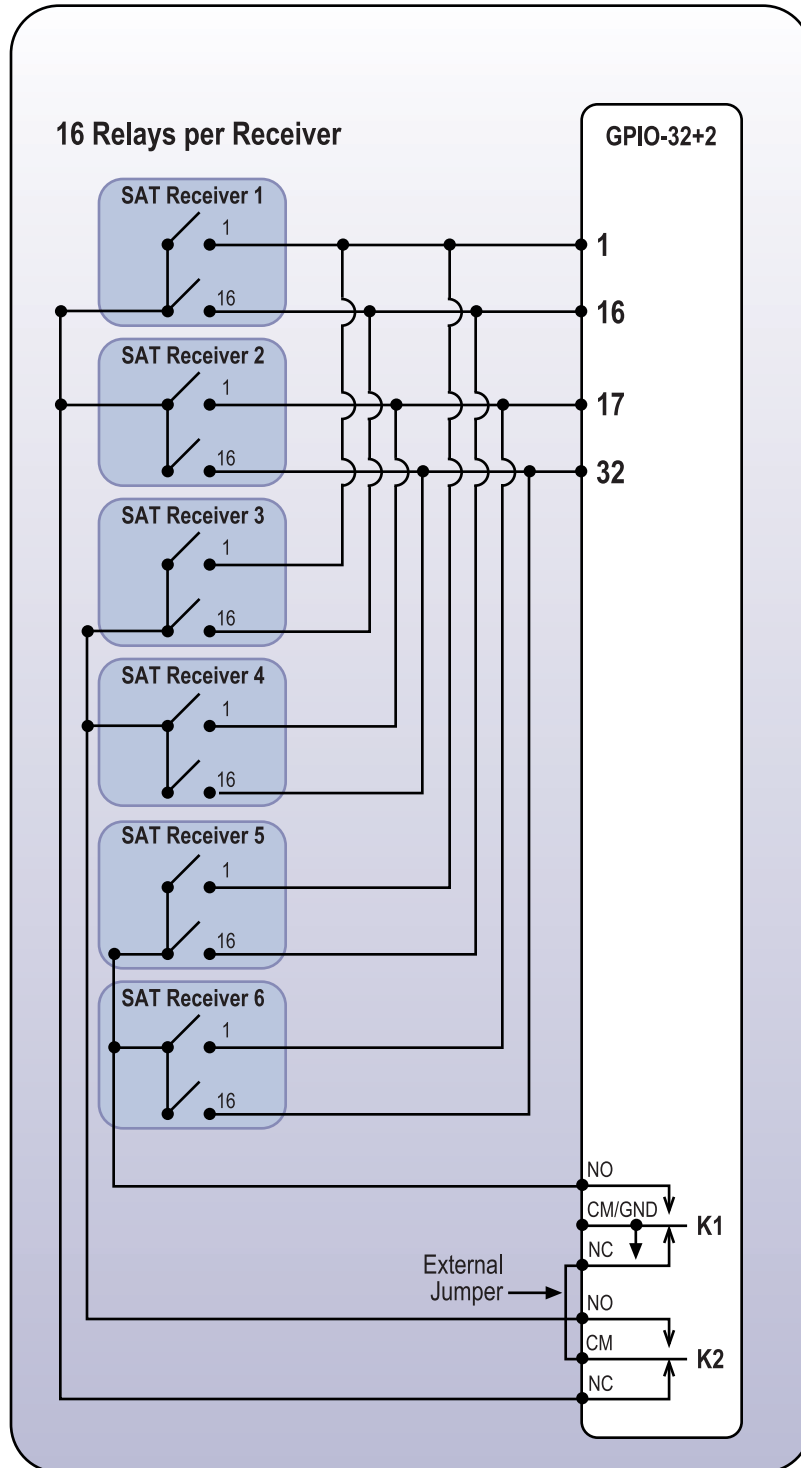 16 Relays per Receiver
GPIO-32+2
SAT Receiver 1
1
16
SAT Receiver 2
1
16
SAT Receiver 3
1
16
SAT Receiver 4
1
16
SAT Receiver 5
1
16
SAT Receiver 6
1
16
1
16
17
32
NO
CM/GND
K1
NC
External
Jumper
NO
CM
K2
NC